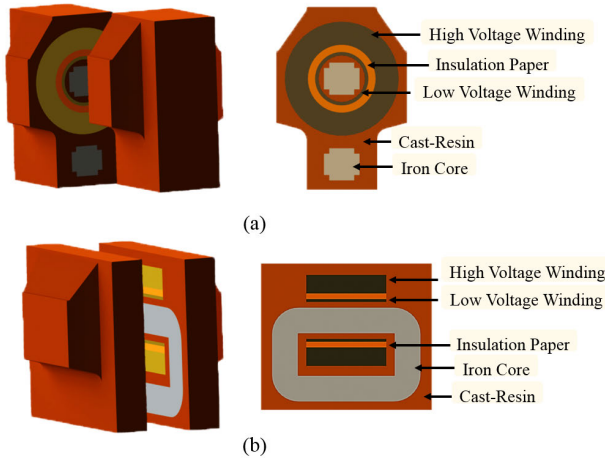 High Voltage Winding
Insulation Paper
Low Voltage Winding
Cast-Resin
Iron Core
(a)
High Voltage Winding
Low Voltage Winding
Insulation Paper
Iron Core
Cast-Resin
(b)